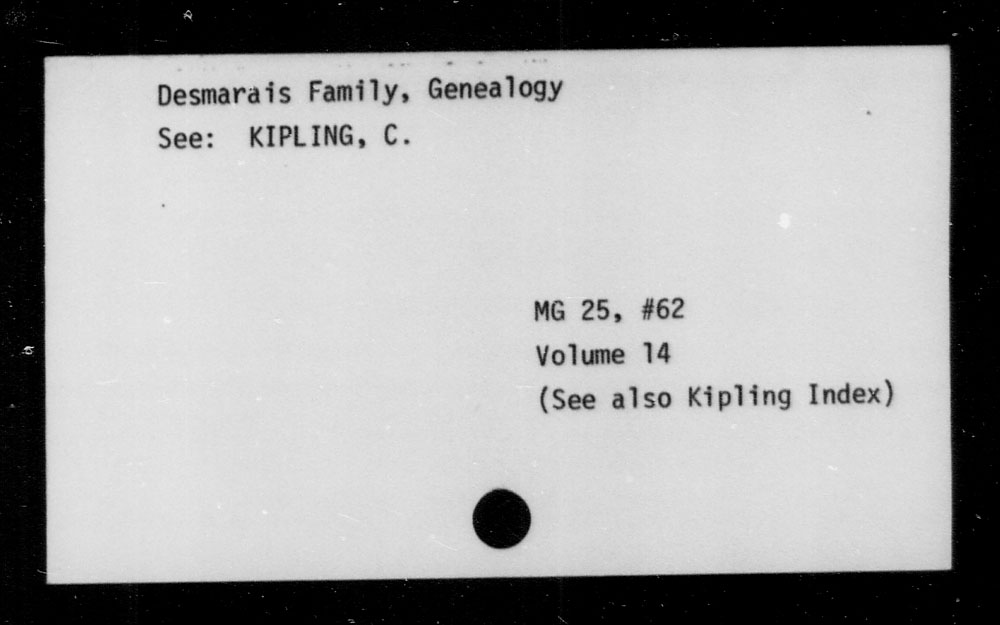 Desmarais Family, Genealogy
See: KIPLING, C.
MG 25, #62
Volume 14
(See also Kipling Index)